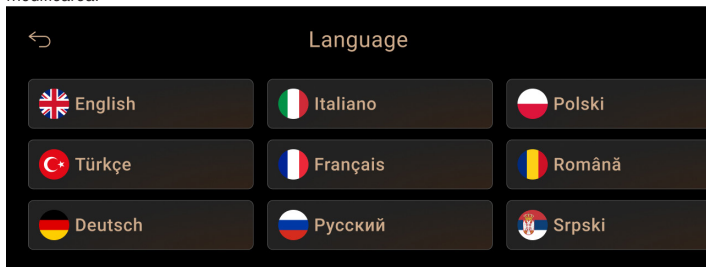 Language
English
Italiano
Polski
Türkçe
Français
Română
Deutsch
Русский
Srpski